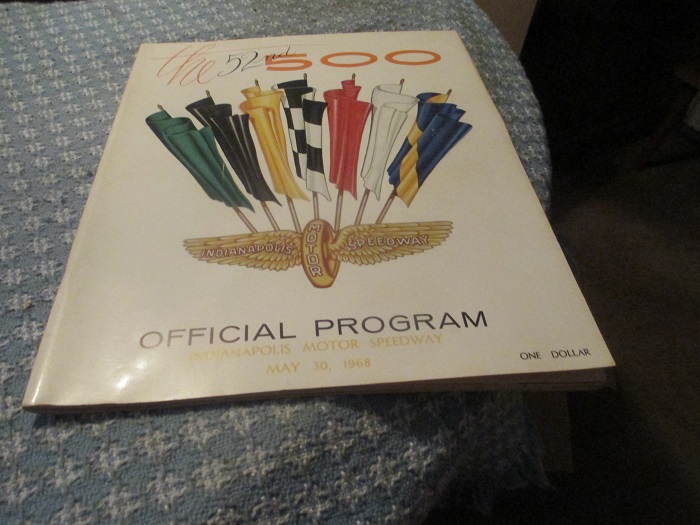 the 52nd 500
INDIANAPOLIS MOTOR SPEEDWAY
OFFICIAL PROGRAM
INDIANAPOLIS MOTOR SPEEDWAY
MAY 30, 1968
ONE DOLLAR